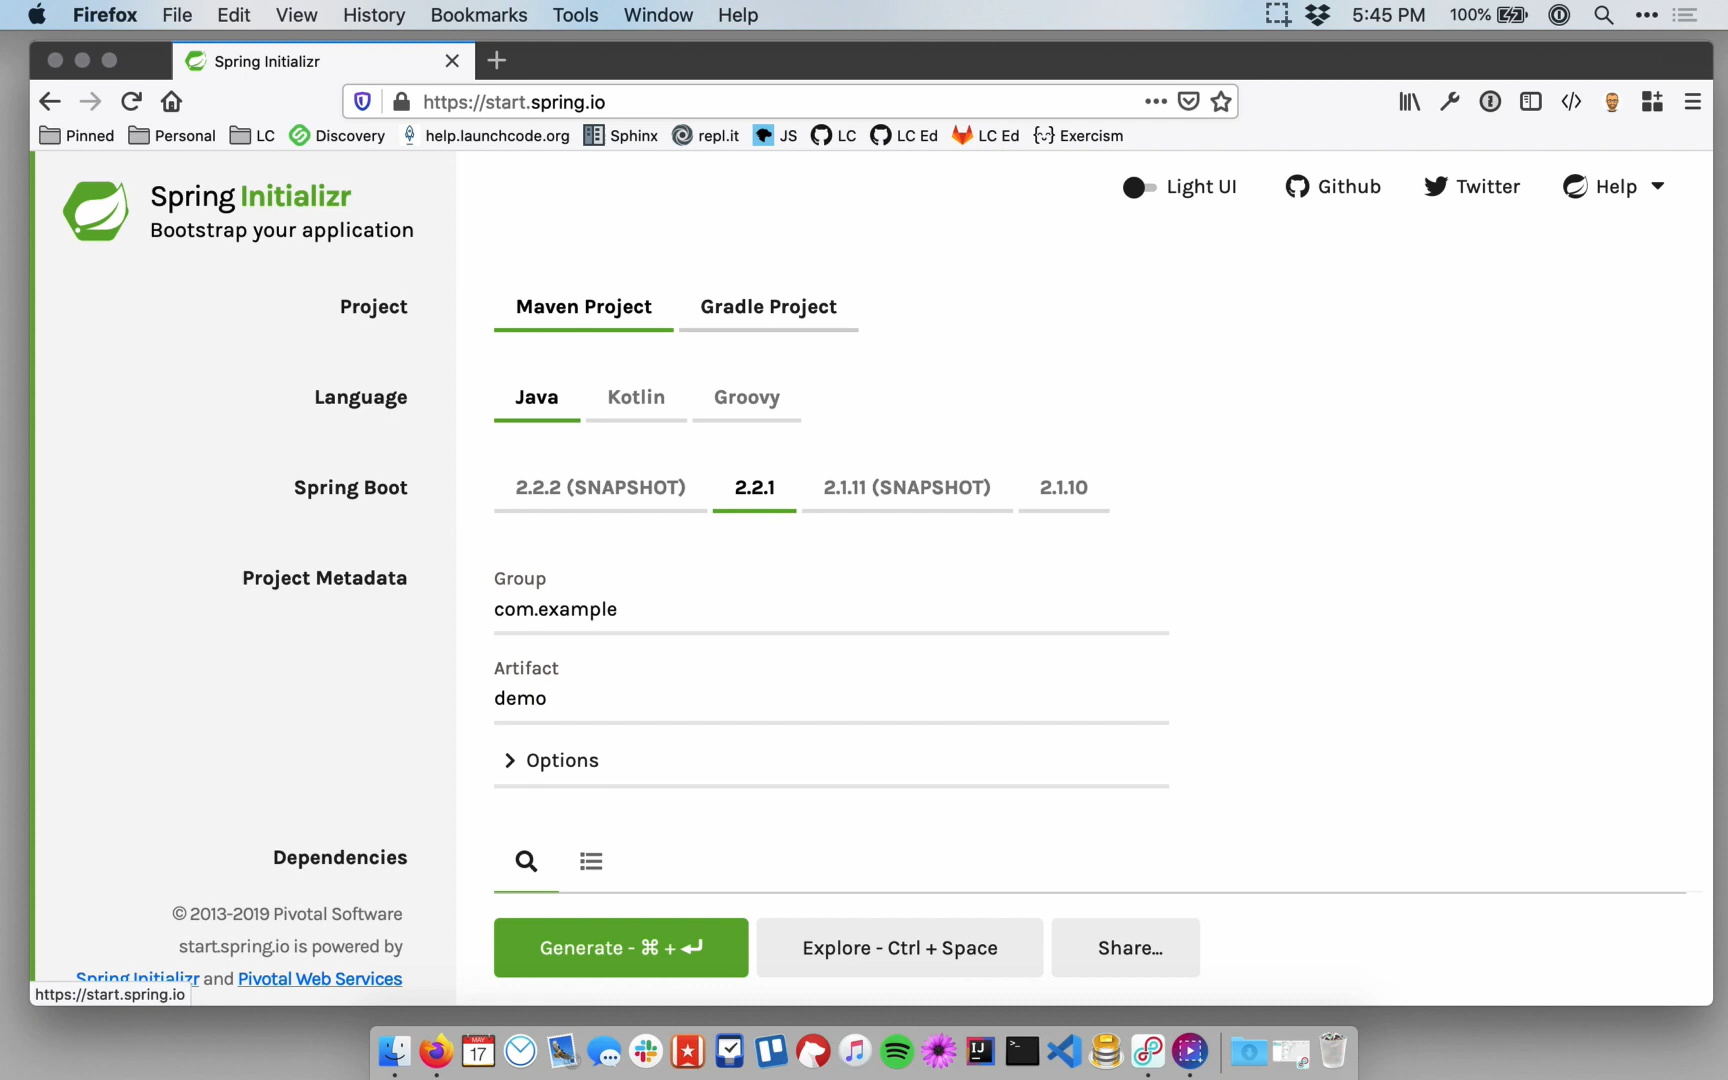 Firefox File Edit View History Bookmarks Tools Window Help 5:45 PM 100%
Spring Initializr
https://start.spring.io
Pinned Personal LC Discovery help.launchcode.org Sphinx repl.it JS LC LC Ed LC Ed Exercism
Spring Initializr
Bootstrap your application
Light UI Github Twitter Help
Project
Maven Project Gradle Project
Language
Java Kotlin Groovy
Spring Boot
2.2.2 (SNAPSHOT) 2.2.1 2.1.11 (SNAPSHOT) 2.1.10
Project Metadata
Group
com.example
Artifact
demo
Options
Dependencies
© 2013-2019 Pivotal Software
start.spring.io is powered by
Spring Initializr and Pivotal Web Services
https://start.spring.io
Generate - ⌘ + ↵
Explore - Ctrl + Space
Share...
MAY
17
IJ